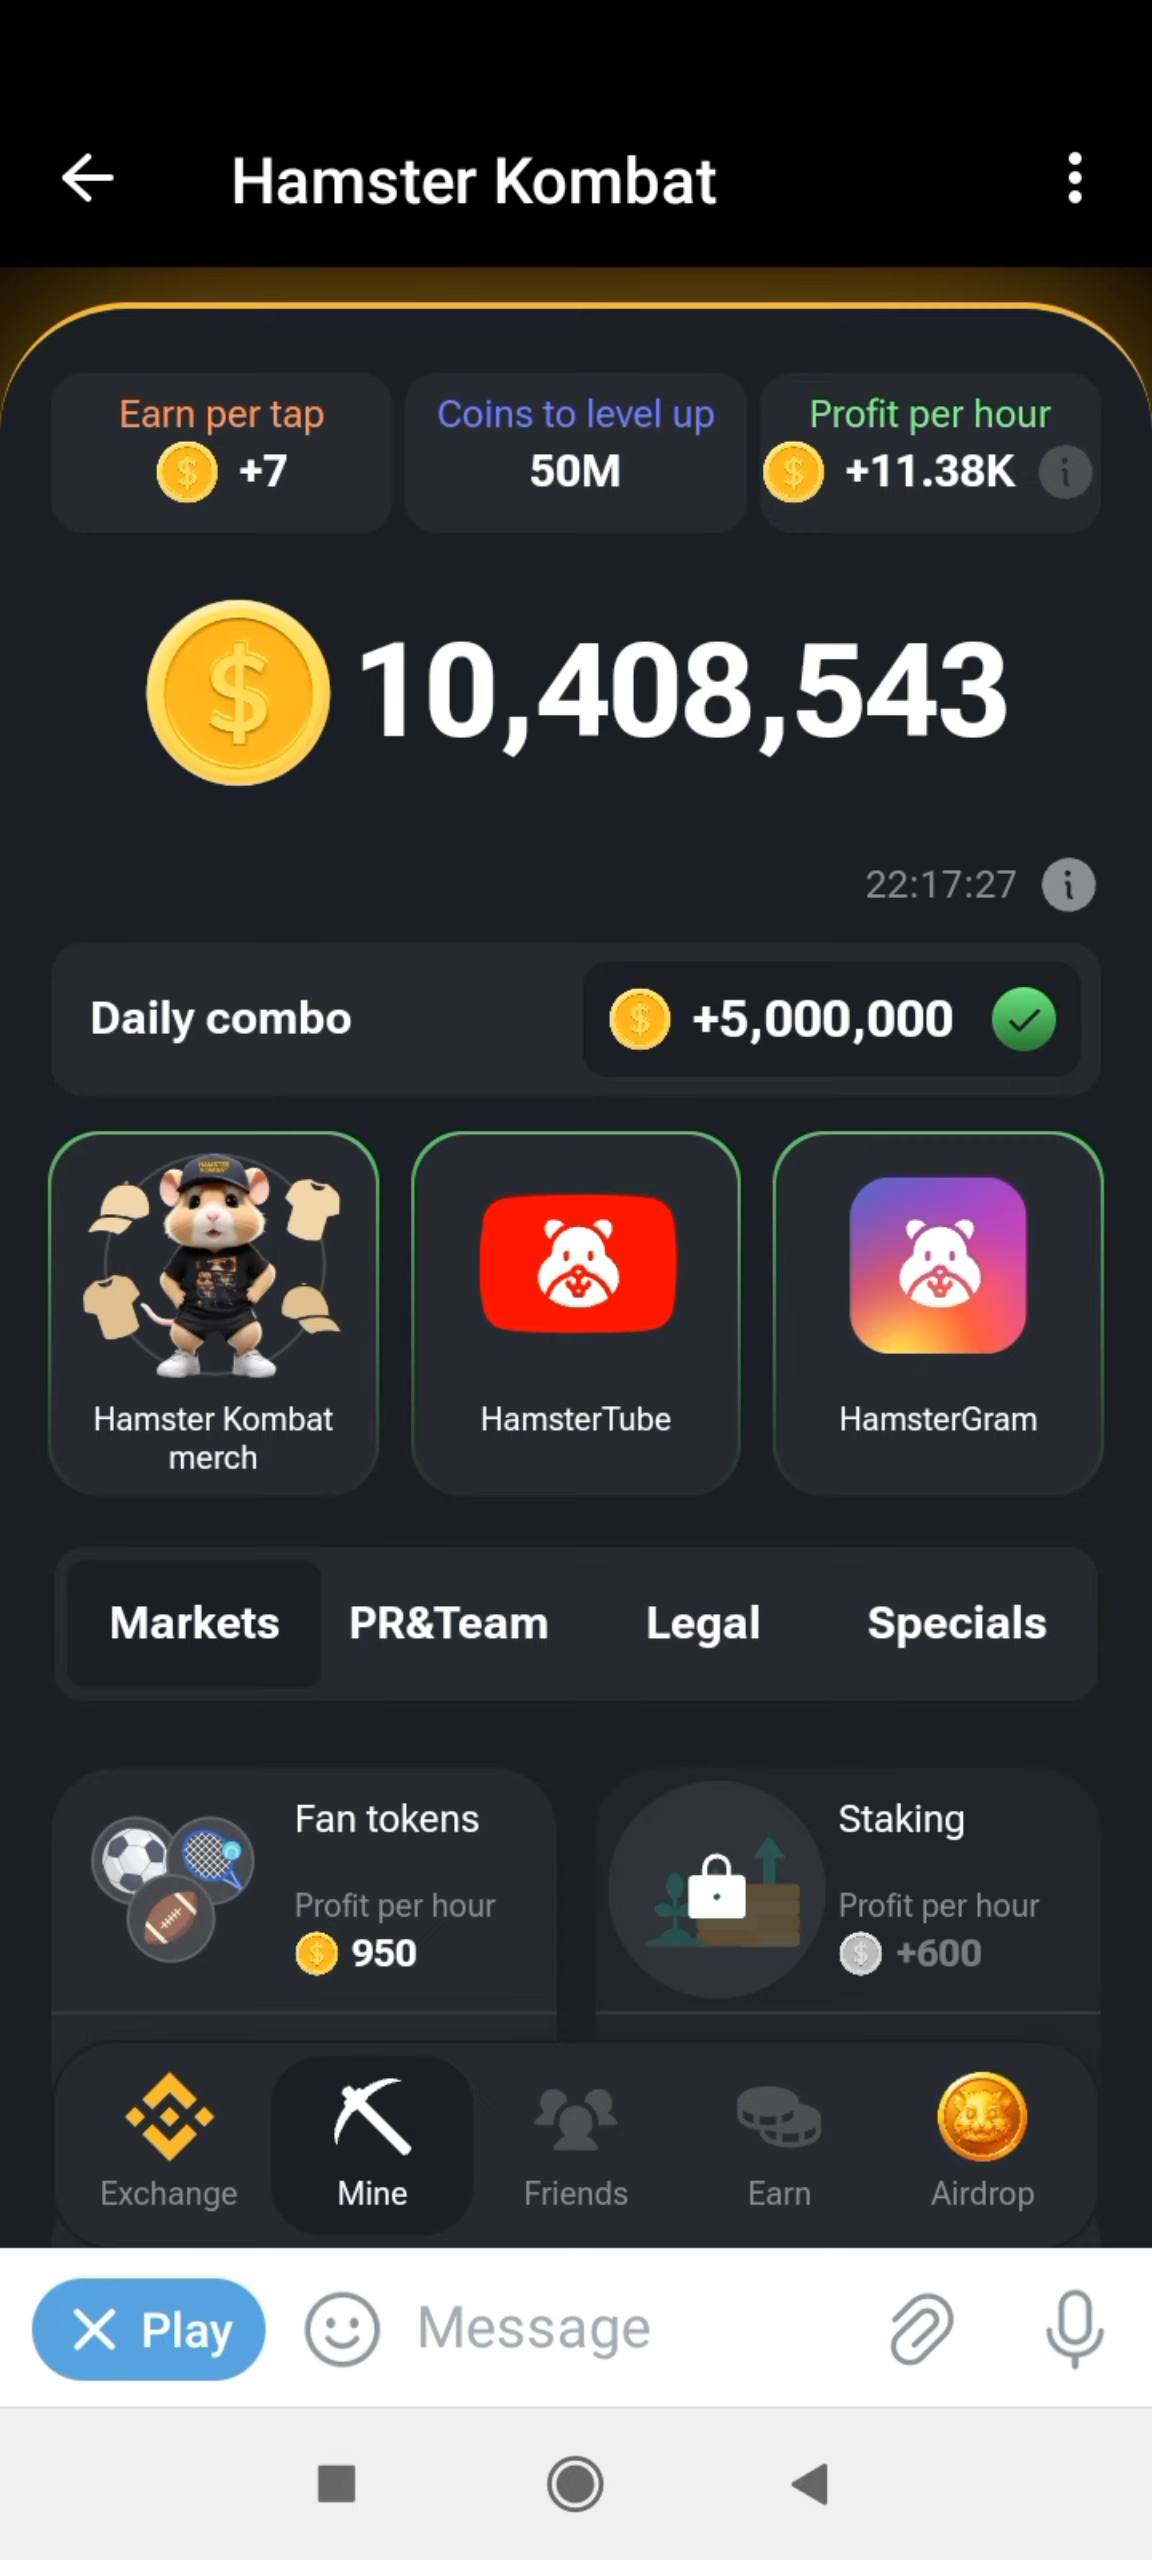 Hamster Kombat
Earn per tap
+7
Coins to level up
50M
Profit per hour
+11.38K
10,408,543
22:17:27
Daily combo
+5,000,000
Hamster Kombat
merch
HamsterTube
HamsterGram
Markets
PR&Team
Legal
Specials
Fan tokens
Profit per hour
950
Staking
Profit per hour
+600
Exchange
Mine
Friends
Earn
Airdrop
Play
Message